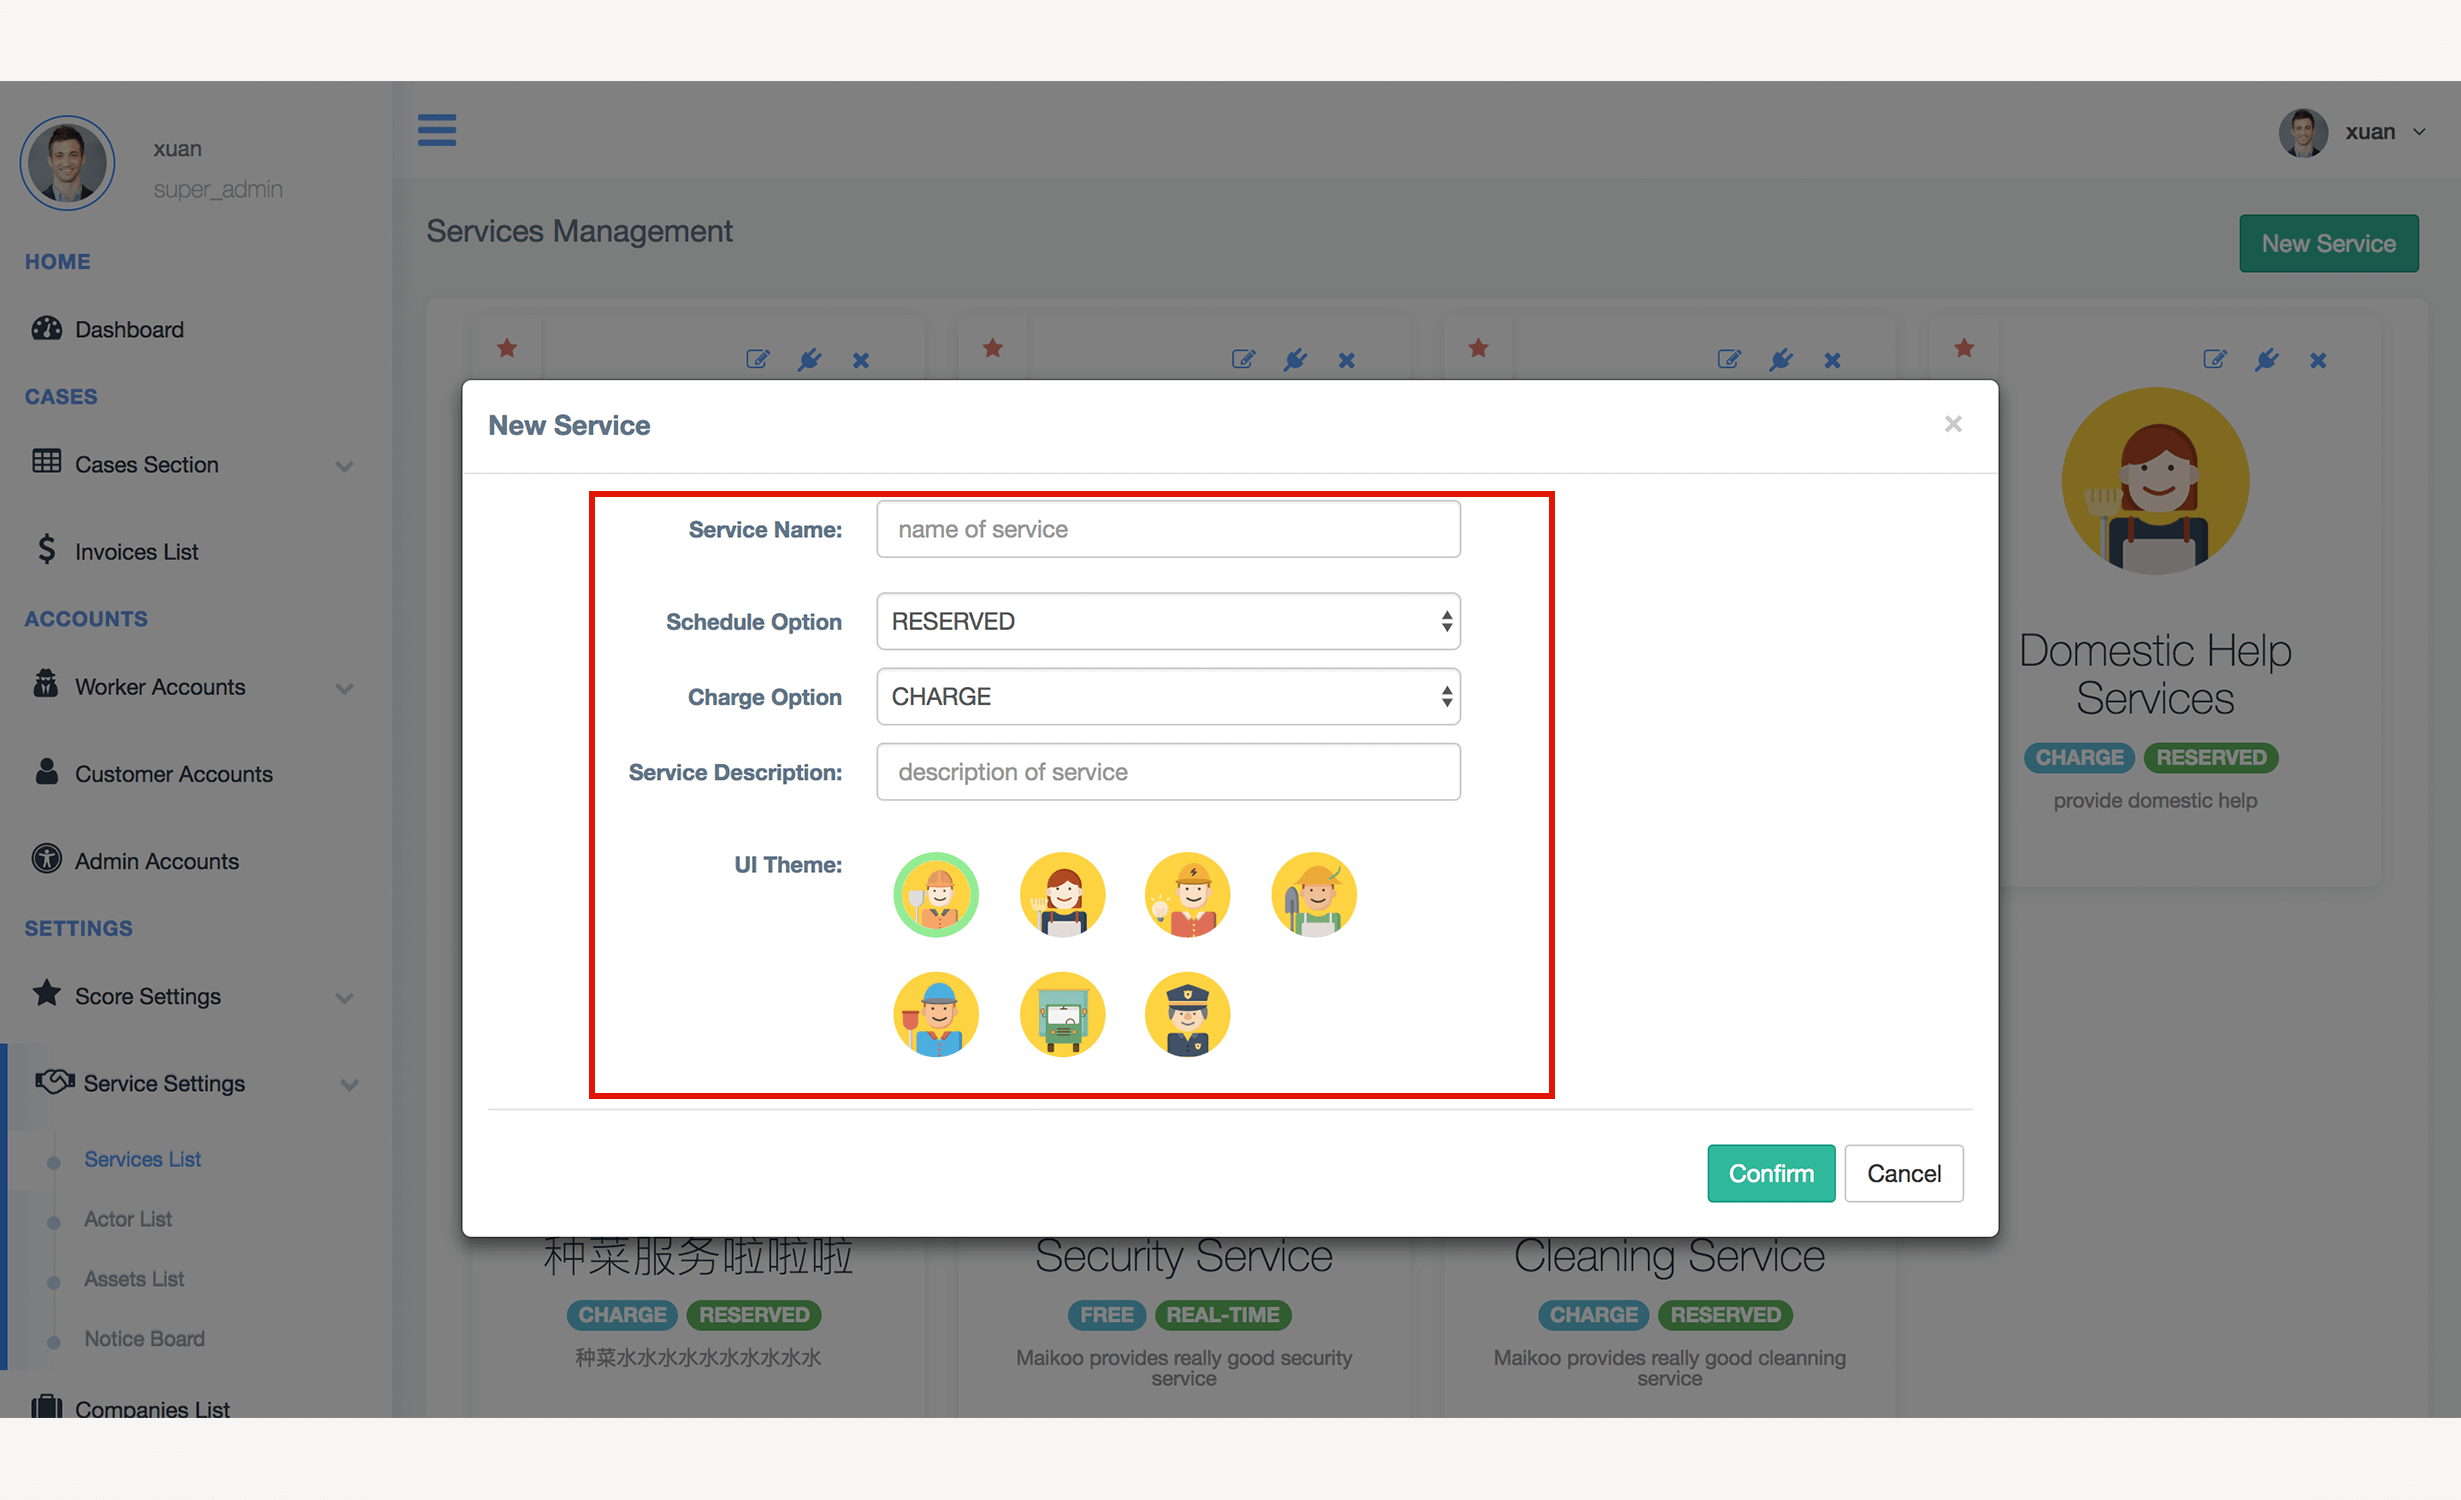 xuan
super_admin
HOME
Dashboard
CASES
Cases Section
Invoices List
ACCOUNTS
Worker Accounts
Customer Accounts
Admin Accounts
SETTINGS
Score Settings
Service Settings
Services List
Actor List
Assets List
Notice Board
Companies List
xuan
Services Management
New Service
New Service
×
Service Name:
name of service
Schedule Option
RESERVED
Charge Option
CHARGE
Service Description:
description of service
UI Theme:
Confirm
Cancel
Domestic Help
Services
CHARGE RESERVED
provide domestic help
种菜服务啦啦啦
CHARGE RESERVED
种菜水水水水水水水水水水
Security Service
FREE REAL-TIME
Maikoo provides really good security
service
Cleaning Service
CHARGE RESERVED
Maikoo provides really good cleanning
service